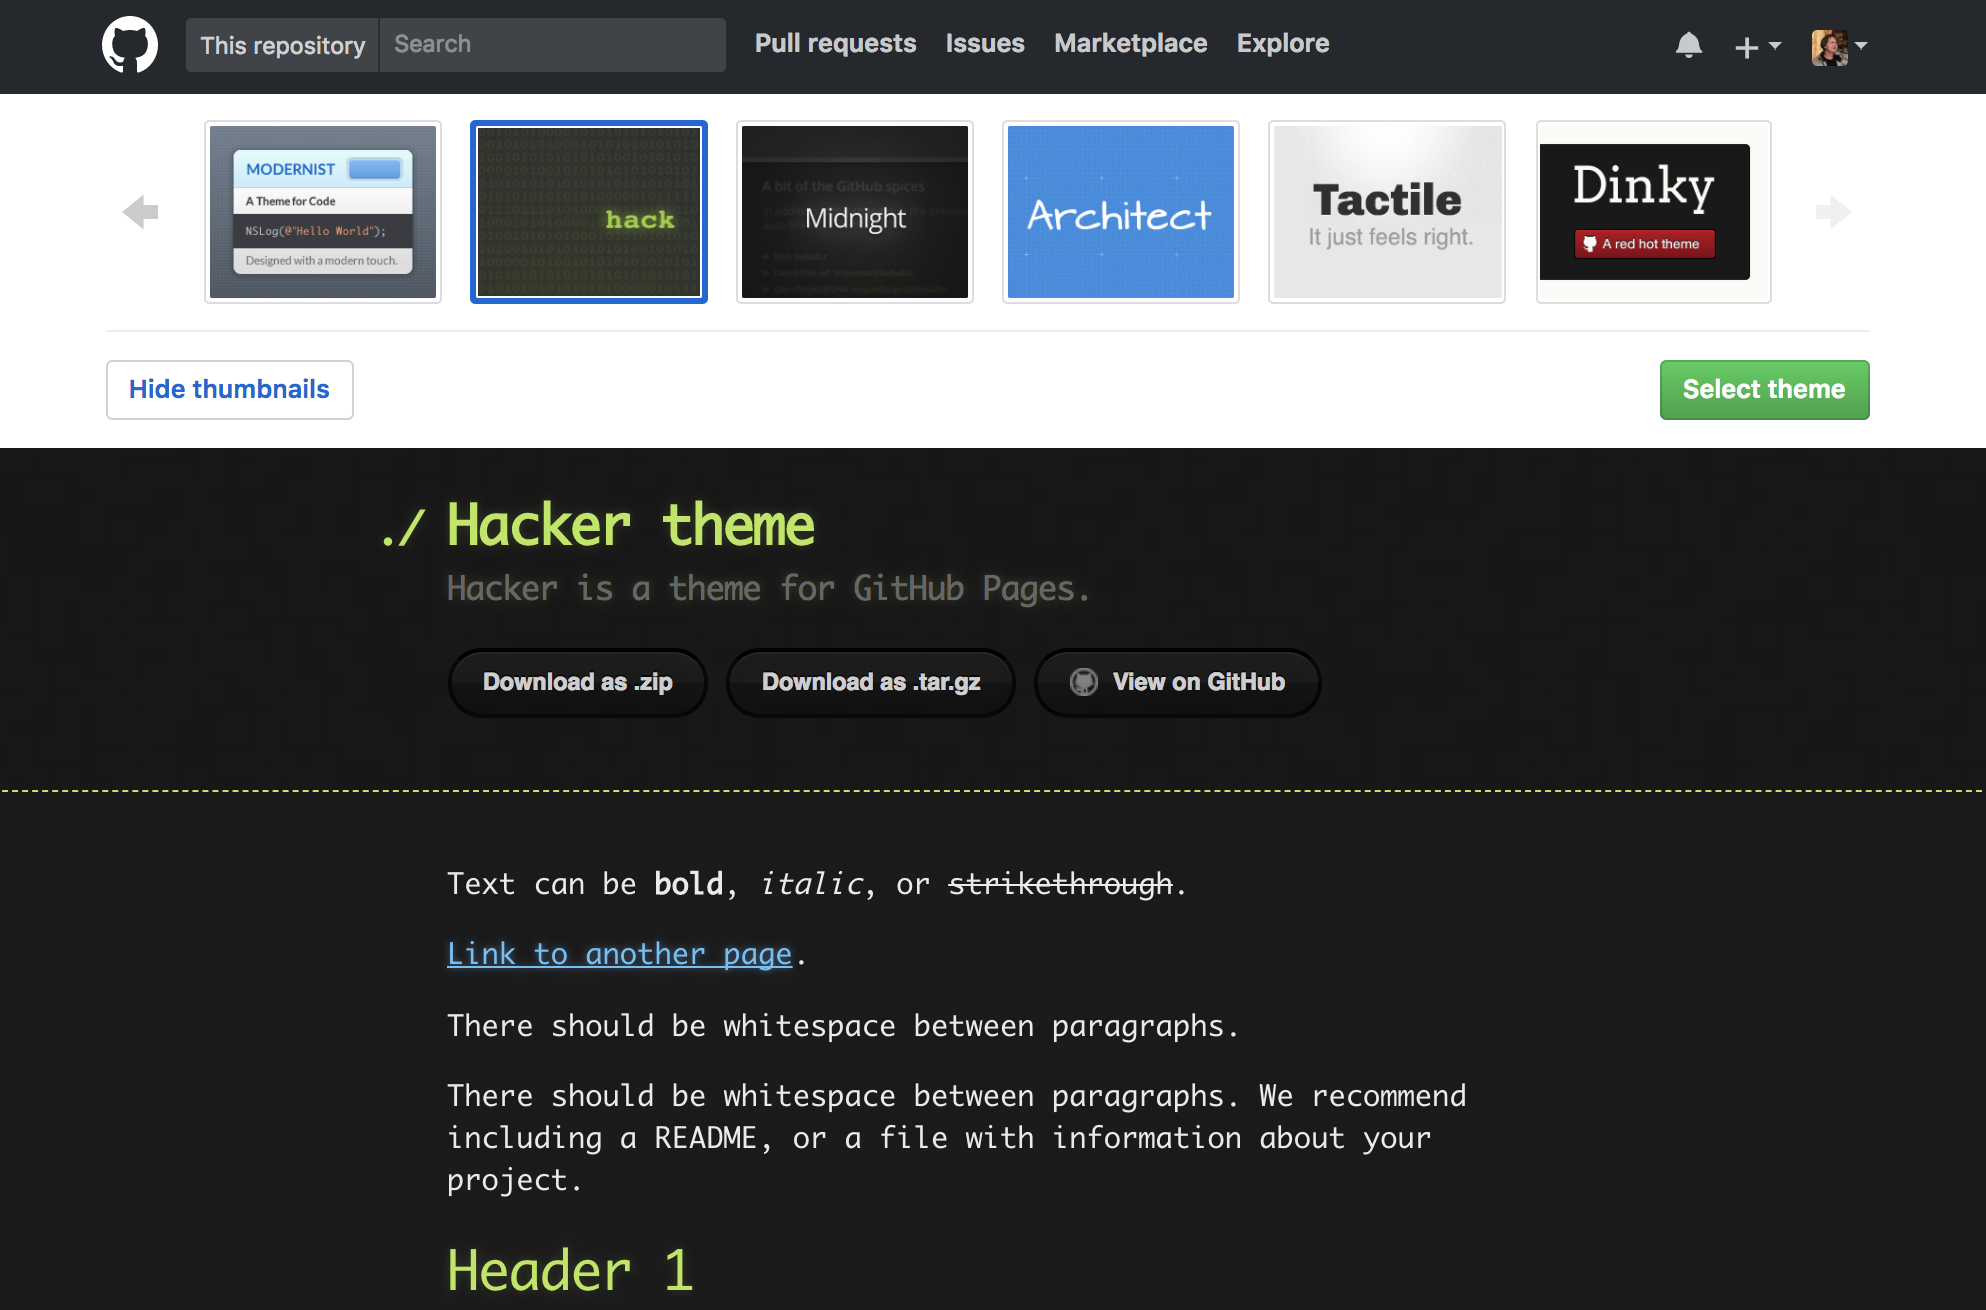 This repository Search Pull requests Issues Marketplace Explore
MODERNIST
A Theme for Code
NSLog(@"Hello World");
Designed with a modern touch.
hack
A bit of the GitHub spices
Midnight
Architect
Tactile
It just feels right.
Dinky
A red hot theme
Hide thumbnails Select theme
./ Hacker theme
Hacker is a theme for GitHub Pages.
Download as .zip Download as .tar.gz View on GitHub
Text can be bold, italic, or strikethrough.
Link to another page.
There should be whitespace between paragraphs.
There should be whitespace between paragraphs. We recommend
including a README, or a file with information about your
project.
Header 1